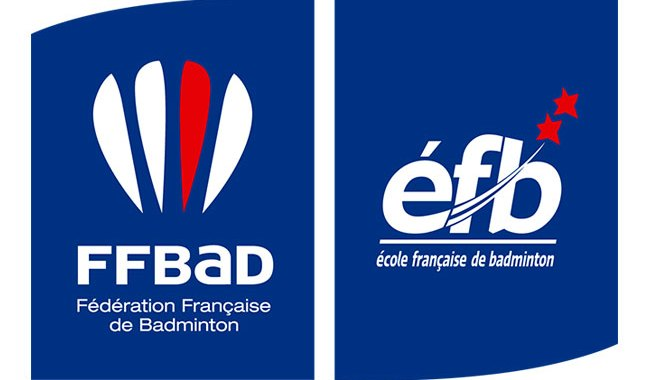 FFBaD
Fédération Française
de Badminton
éfb
école française de badminton